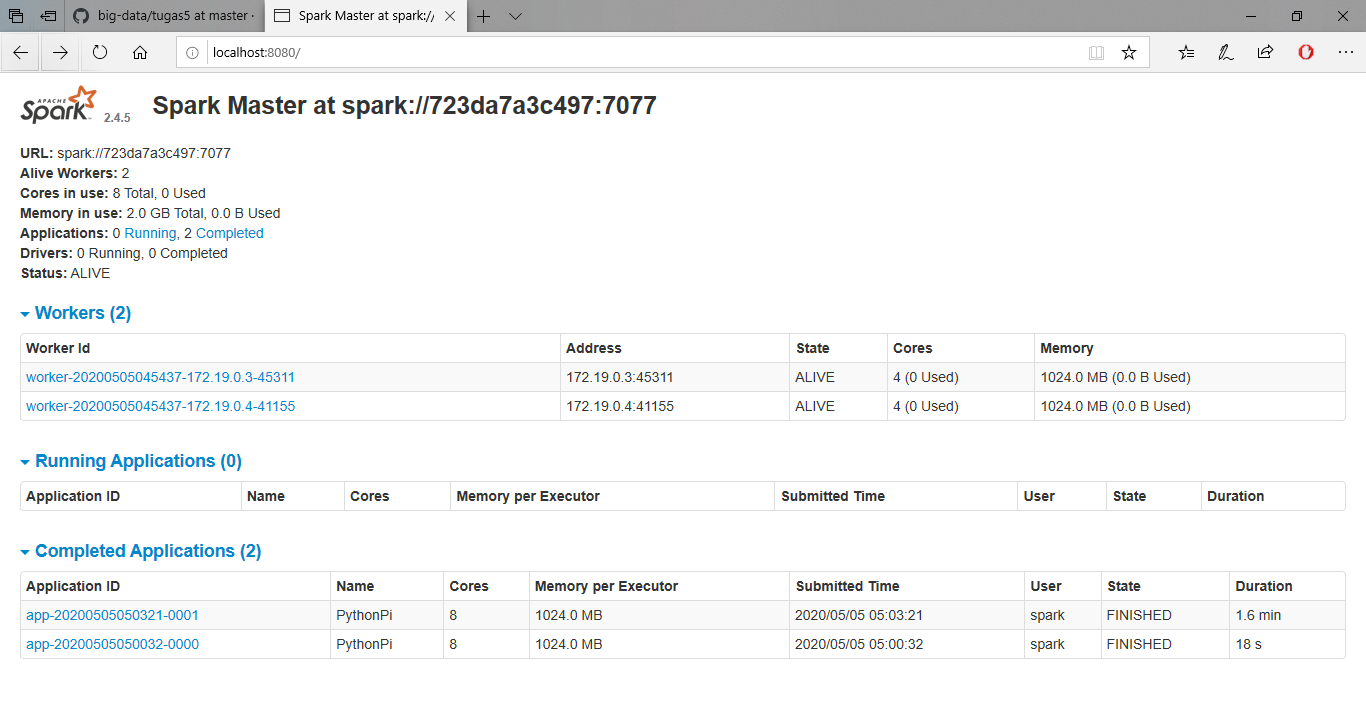 big-data/tugas5 at master · Spark Master at spark://
localhost:8080/
APACHE
Spark 2.4.5 Spark Master at spark://723da7a3c497:7077
URL: spark://723da7a3c497:7077
Alive Workers: 2
Cores in use: 8 Total, 0 Used
Memory in use: 2.0 GB Total, 0.0 B Used
Applications: 0 Running, 2 Completed
Drivers: 0 Running, 0 Completed
Status: ALIVE
Workers (2)
Worker Id Address State Cores Memory
worker-20200505045437-172.19.0.3-45311 172.19.0.3:45311 ALIVE 4 (0 Used) 1024.0 MB (0.0 B Used)
worker-20200505045437-172.19.0.4-41155 172.19.0.4:41155 ALIVE 4 (0 Used) 1024.0 MB (0.0 B Used)
Running Applications (0)
Application ID Name Cores Memory per Executor Submitted Time User State Duration
Completed Applications (2)
Application ID Name Cores Memory per Executor Submitted Time User State Duration
app-20200505050321-0001 PythonPi 8 1024.0 MB 2020/05/05 05:03:21 spark FINISHED 1.6 min
app-20200505050032-0000 PythonPi 8 1024.0 MB 2020/05/05 05:00:32 spark FINISHED 18 s